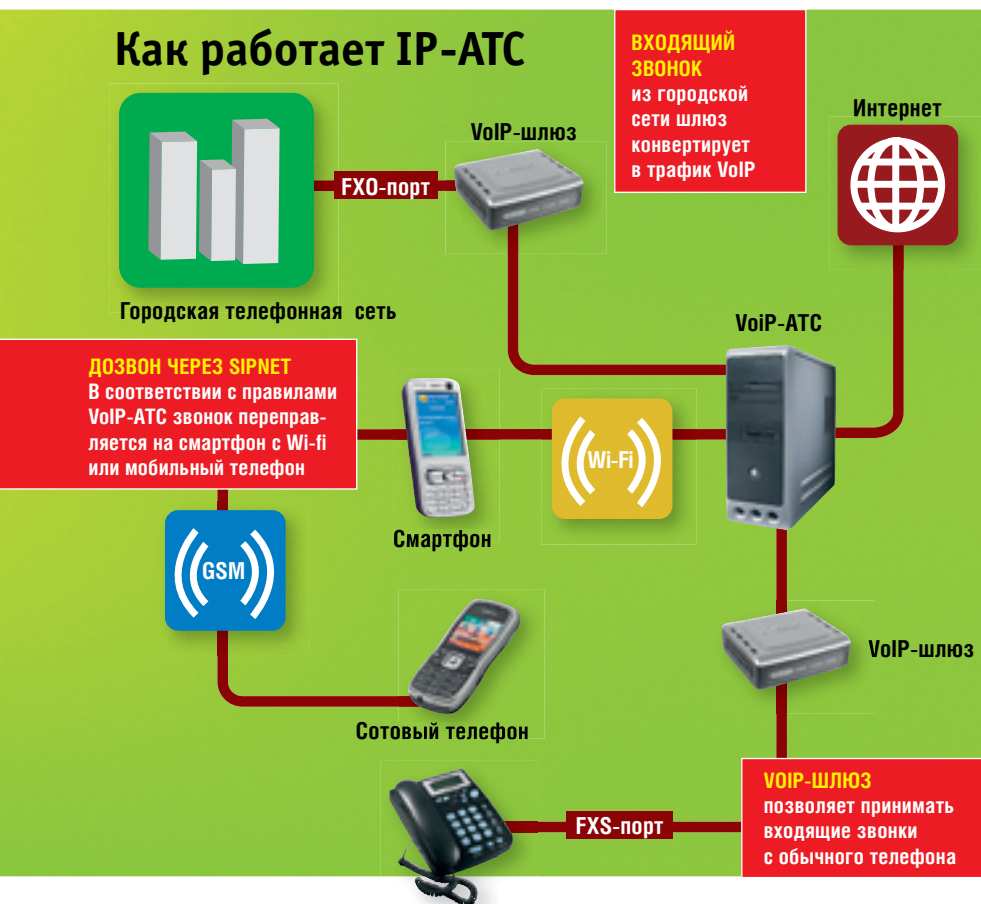 Как работает IP-АТС
ВХОДЯЩИЙ
ЗВОНОК
из городской
сети шлюз
конвертирует
в трафик VoIP
Интернет
VoIP-шлюз
FXO-порт
Городская телефонная сеть
VoiP-АТС
ДОЗВОН ЧЕРЕЗ SIPNET
В соответствии с правилами
VoIP-АТС звонок переправ-
ляется на смартфон с Wi-fi
или мобильный телефон
Wi-Fi
Смартфон
GSM
VoIP-шлюз
Сотовый телефон
VOIP-ШЛЮЗ
позволяет принимать
входящие звонки
с обычного телефона
FXS-порт